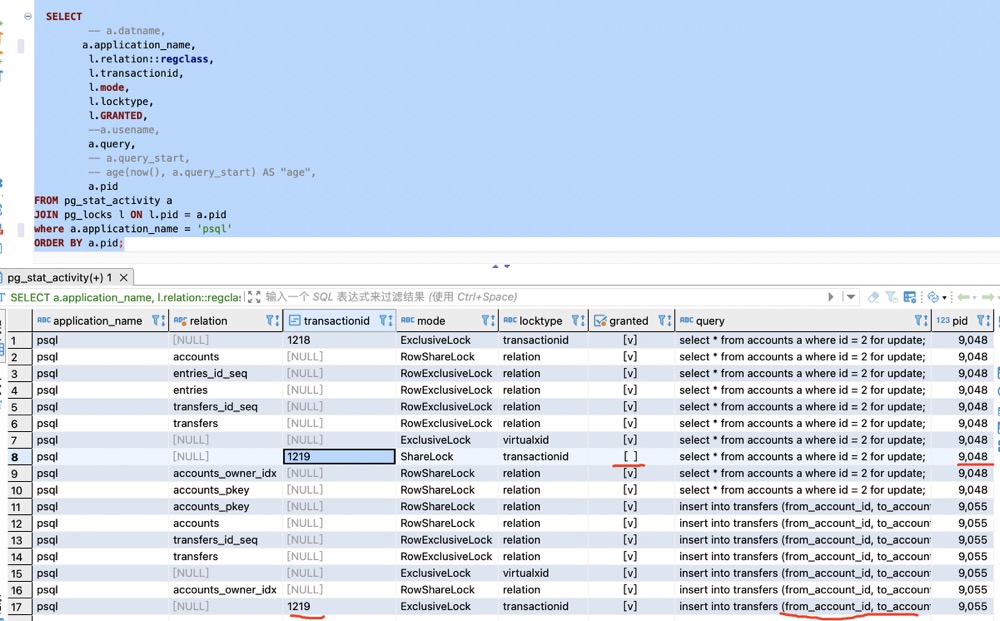 SELECT
-- a.datname,
a.application_name,
l.relation::regclass,
l.transactionid,
l.mode,
l.locktype,
l.GRANTED,
--a.usename,
a.query,
-- a.query_start,
-- age(now(), a.query_start) AS "age",
a.pid
FROM pg_stat_activity a
JOIN pg_locks l ON l.pid = a.pid
where a.application_name = 'psql'
ORDER BY a.pid;
pg_stat_activity(+) 1
SELECT a.application_name, l.relation::regclas 输入一个 SQL 表达式来过滤结果 (使用 Ctrl+Space)
ABC application_name ABC relation transactionid ABC mode ABC locktype granted ABC query 123 pid
1 psql [NULL] 1218 ExclusiveLock transactionid [v] select * from accounts a where id = 2 for update; 9,048
2 psql accounts [NULL] RowShareLock relation [v] select * from accounts a where id = 2 for update; 9,048
3 psql entries_id_seq [NULL] RowExclusiveLock relation [v] select * from accounts a where id = 2 for update; 9,048
4 psql entries [NULL] RowExclusiveLock relation [v] select * from accounts a where id = 2 for update; 9,048
5 psql transfers_id_seq [NULL] RowExclusiveLock relation [v] select * from accounts a where id = 2 for update; 9,048
6 psql transfers [NULL] RowExclusiveLock relation [v] select * from accounts a where id = 2 for update; 9,048
7 psql [NULL] [NULL] ExclusiveLock virtualxid [v] select * from accounts a where id = 2 for update; 9,048
8 psql [NULL] 1219 ShareLock transactionid [ ] select * from accounts a where id = 2 for update; 9,048
9 psql accounts_owner_idx [NULL] RowShareLock relation [v] select * from accounts a where id = 2 for update; 9,048
10 psql accounts_pkey [NULL] RowShareLock relation [v] select * from accounts a where id = 2 for update; 9,048
11 psql accounts_pkey [NULL] RowShareLock relation [v] insert into transfers (from_account_id, to_accoun 9,055
12 psql accounts [NULL] RowShareLock relation [v] insert into transfers (from_account_id, to_accoun 9,055
13 psql transfers_id_seq [NULL] RowExclusiveLock relation [v] insert into transfers (from_account_id, to_accoun 9,055
14 psql transfers [NULL] RowExclusiveLock relation [v] insert into transfers (from_account_id, to_accoun 9,055
15 psql [NULL] [NULL] ExclusiveLock virtualxid [v] insert into transfers (from_account_id, to_accoun 9,055
16 psql accounts_owner_idx [NULL] RowShareLock relation [v] insert into transfers (from_account_id, to_accoun 9,055
17 psql [NULL] 1219 ExclusiveLock transactionid [v] insert into transfers (from_account_id, to_accoun 9,055